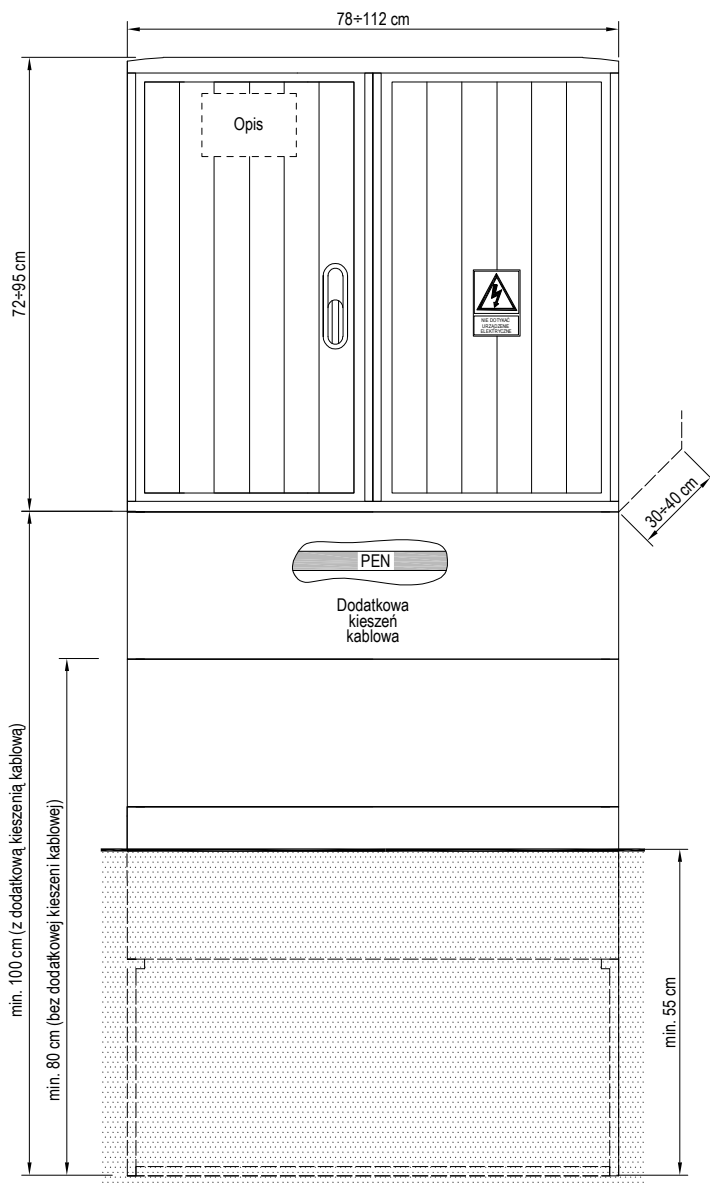 78÷112 cm
Opis
72÷95 cm
NIE DOTYKAĆ
URZĄDZENIE
ELEKTRYCZNE
30÷40 cm
PEN
Dodatkowa
kieszeń
kablowa
min. 100 cm (z dodatkową kieszenią kablową)
min. 80 cm (bez dodatkowej kieszeni kablowej)
min. 55 cm